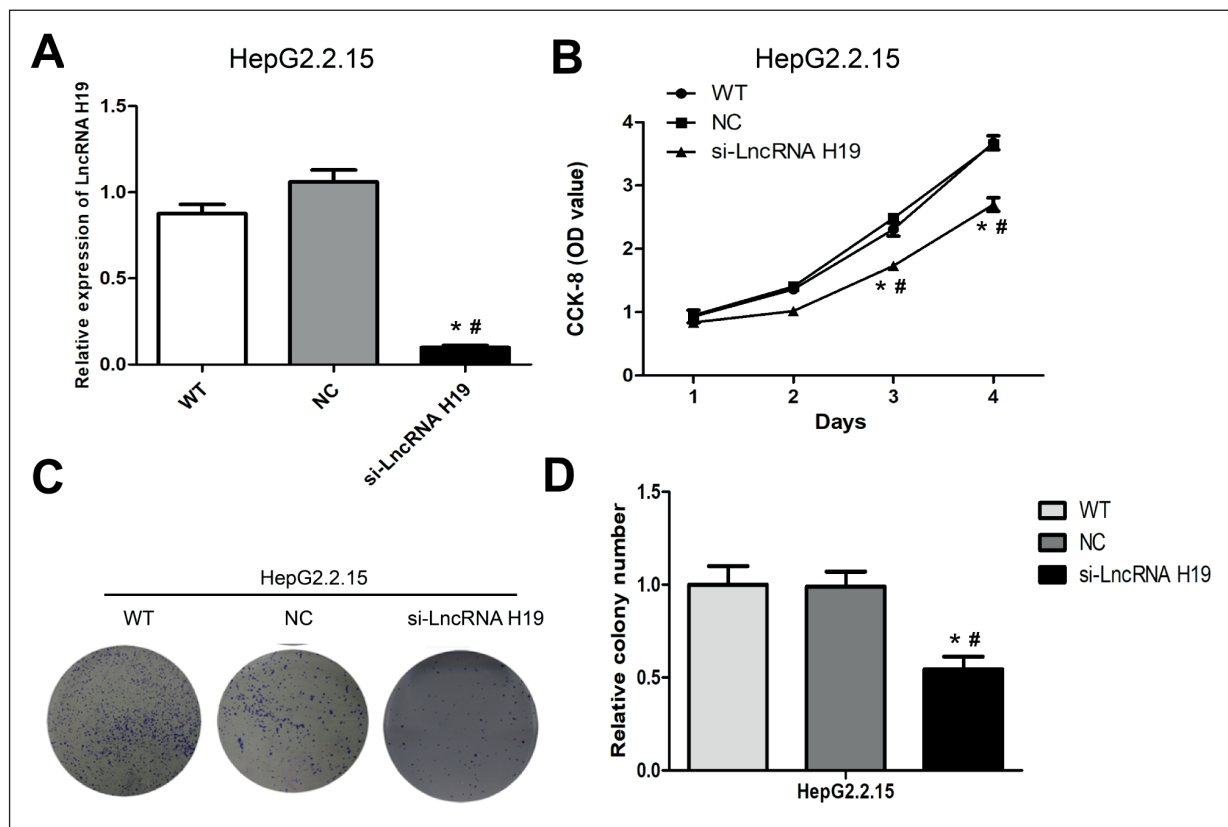 A
HepG2.2.15
Relative expression of LncRNA H19
1.5
1.0
0.5
0.0
* #
WT
NC
si-LncRNA H19
B
HepG2.2.15
WT
NC
si-LncRNA H19
CCK-8 (OD value)
4
3
2
1
0
* #
* #
1
2
3
4
Days
C
HepG2.2.15
WT
NC
si-LncRNA H19
D
Relative colony number
1.5
1.0
0.5
0.0
* #
HepG2.2.15
WT
NC
si-LncRNA H19